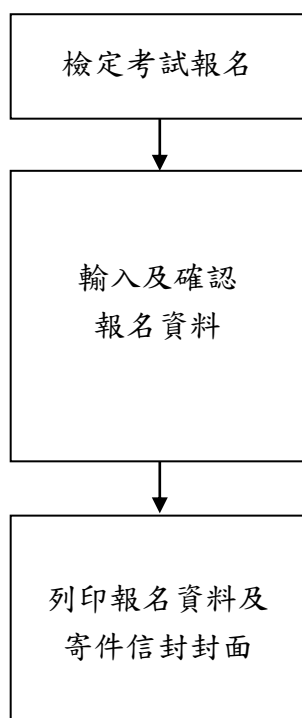 檢定考試報名
輸入及確認
報名資料
列印報名資料及
寄件信封封面